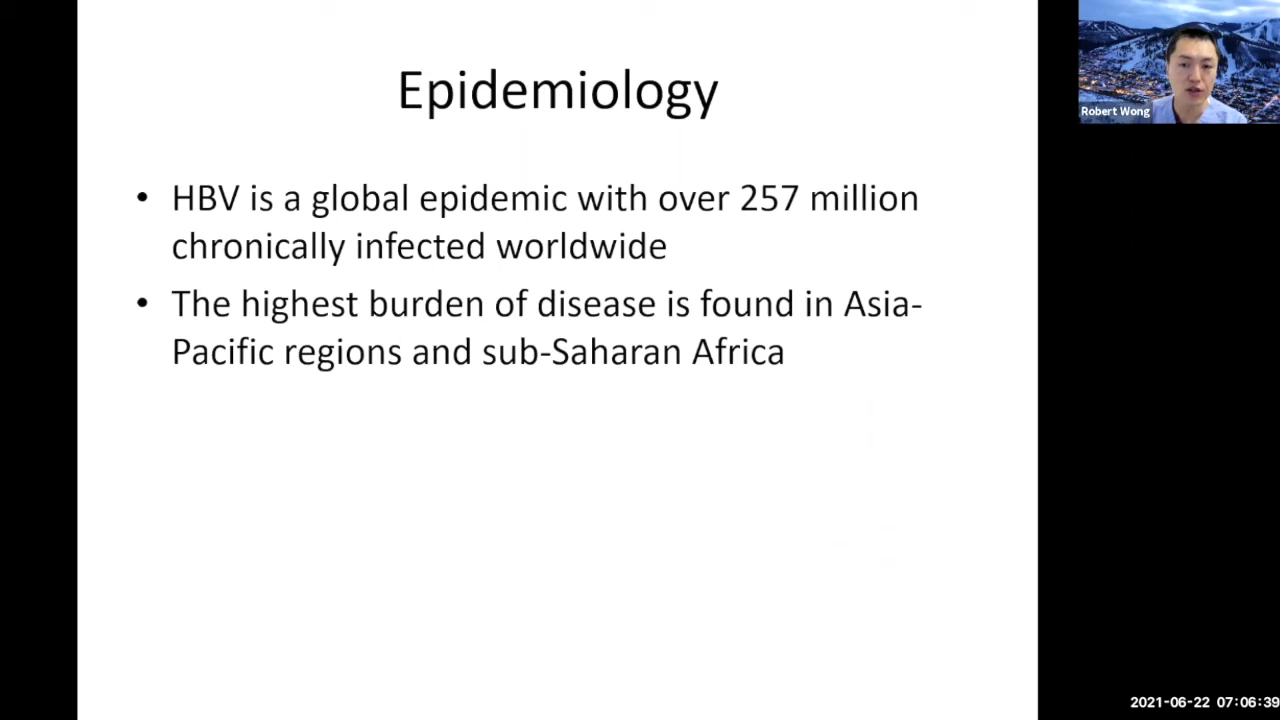 Epidemiology
• HBV is a global epidemic with over 257 million
chronically infected worldwide
• The highest burden of disease is found in Asia-
Pacific regions and sub-Saharan Africa
Robert Wong
2021-06-22 07:06:39